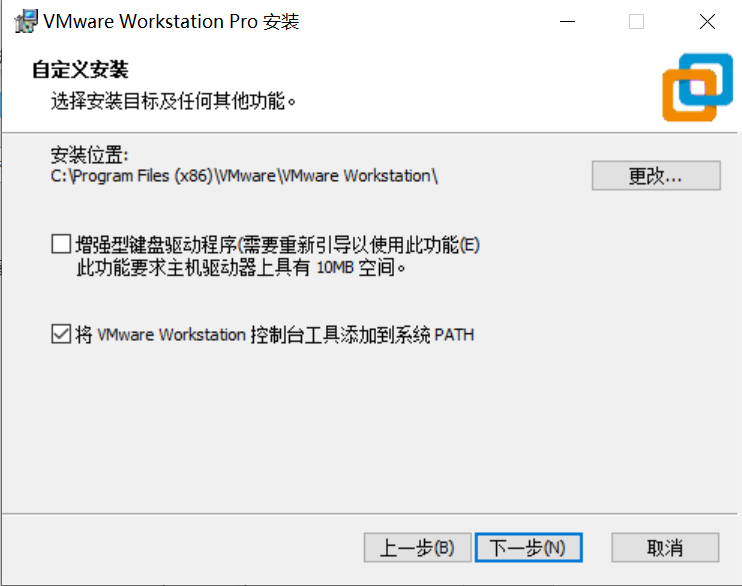 VMware Workstation Pro 安装
自定义安装
选择安装目标及任何其他功能。
安装位置:
C:\Program Files (x86)\VMware\VMware Workstation\
更改...
增强型键盘驱动程序(需要重新引导以使用此功能(E)
此功能要求主机驱动器上具有 10MB 空间。
将 VMware Workstation 控制台工具添加到系统 PATH
上一步(B) 下一步(N) 取消